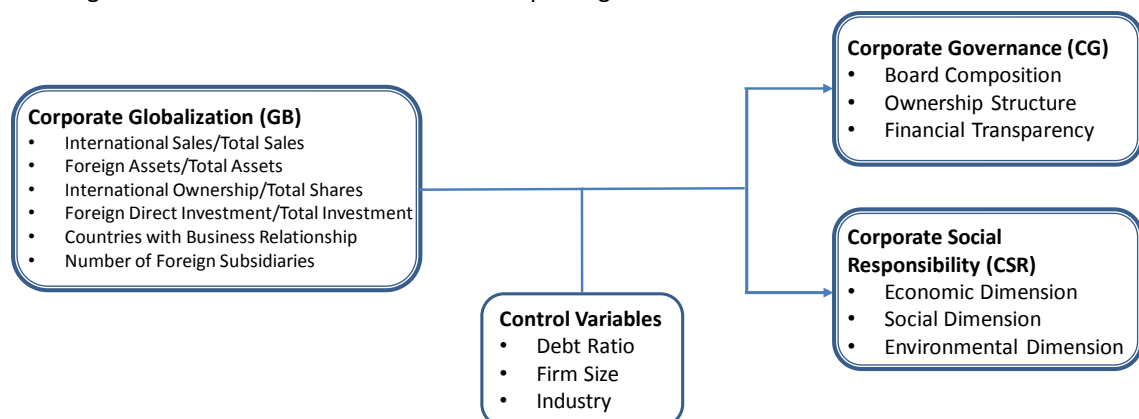 Corporate Governance (CG)
• Board Composition
• Ownership Structure
• Financial Transparency
Corporate Globalization (GB)
• International Sales/Total Sales
• Foreign Assets/Total Assets
• International Ownership/Total Shares
• Foreign Direct Investment/Total Investment
• Countries with Business Relationship
• Number of Foreign Subsidiaries
Corporate Social
Responsibility (CSR)
• Economic Dimension
• Social Dimension
• Environmental Dimension
Control Variables
• Debt Ratio
• Firm Size
• Industry